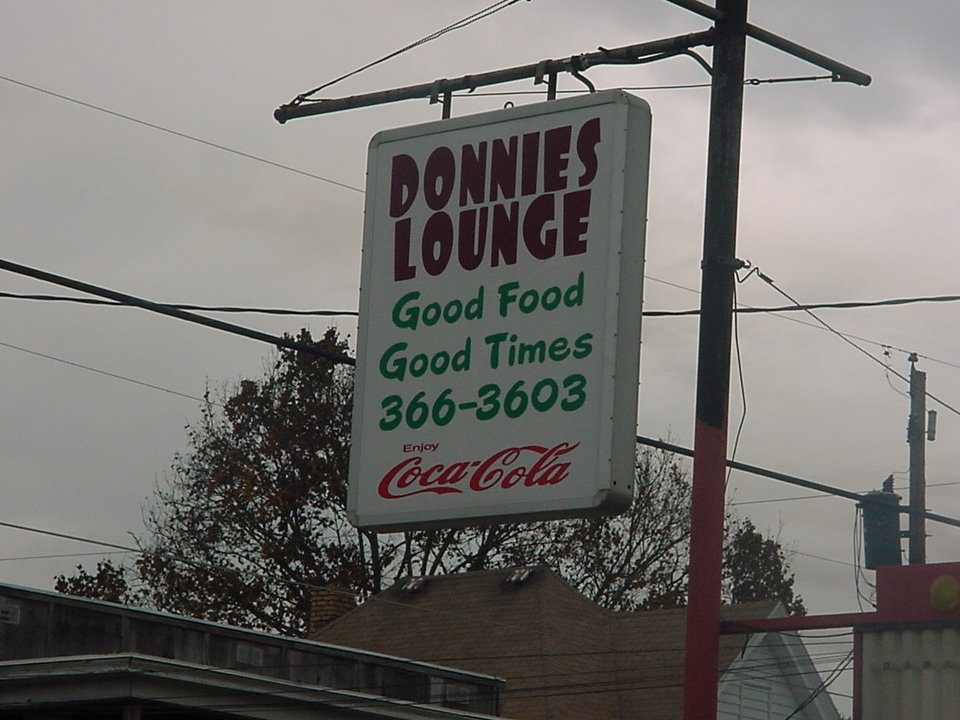 DONNIES
LOUNGE
Good Food
Good Times
366-3603
Enjoy
Coca-Cola